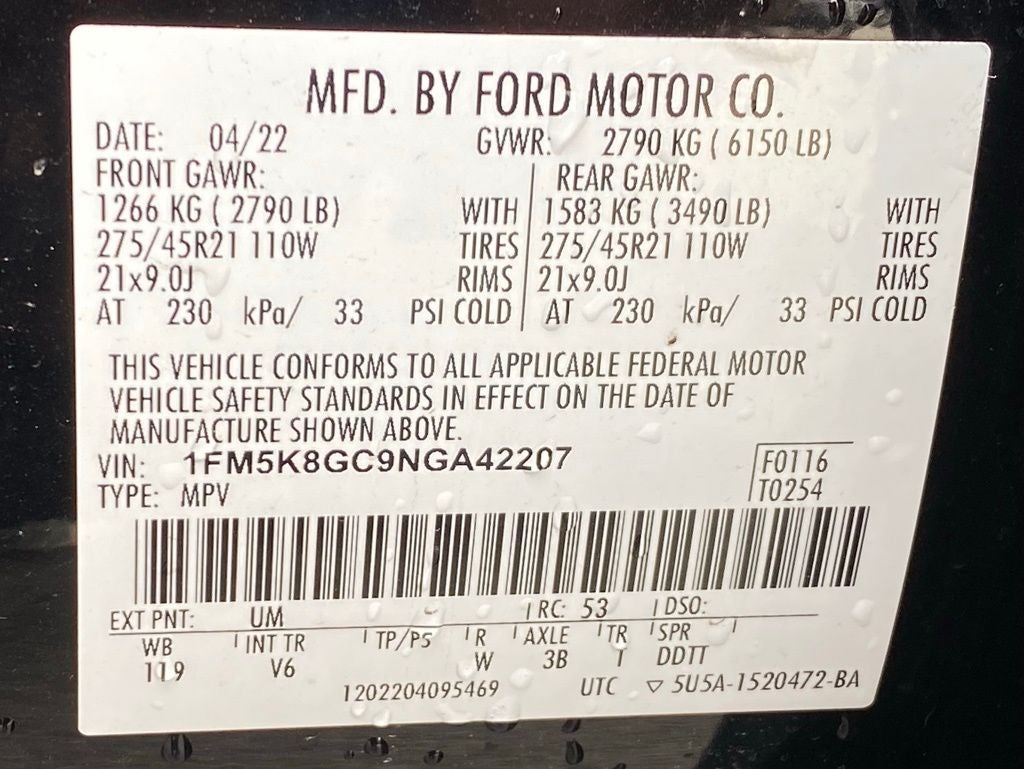 MFD. BY FORD MOTOR CO.
DATE: 04/22 GVWR: 2790 KG ( 6150 LB)
FRONT GAWR: REAR GAWR:
1266 KG ( 2790 LB) WITH 1583 KG ( 3490 LB) WITH
275/45R21 110W TIRES 275/45R21 110W TIRES
21x9.0J RIMS 21x9.0J RIMS
AT 230 kPa/ 33 PSI COLD AT 230 kPa/ 33 PSI COLD
THIS VEHICLE CONFORMS TO ALL APPLICABLE FEDERAL MOTOR
VEHICLE SAFETY STANDARDS IN EFFECT ON THE DATE OF
MANUFACTURE SHOWN ABOVE.
VIN: 1FM5K8GC9NGA42207 F0116
TYPE: MPV T0254
EXT PNT: UM RC: 53 DSO:
WB INT TR TP/PS R AXLE TR SPR
119 V6 W 3B T DDTT
1202204095469 UTC ▽ 5U5A-1520472-BA